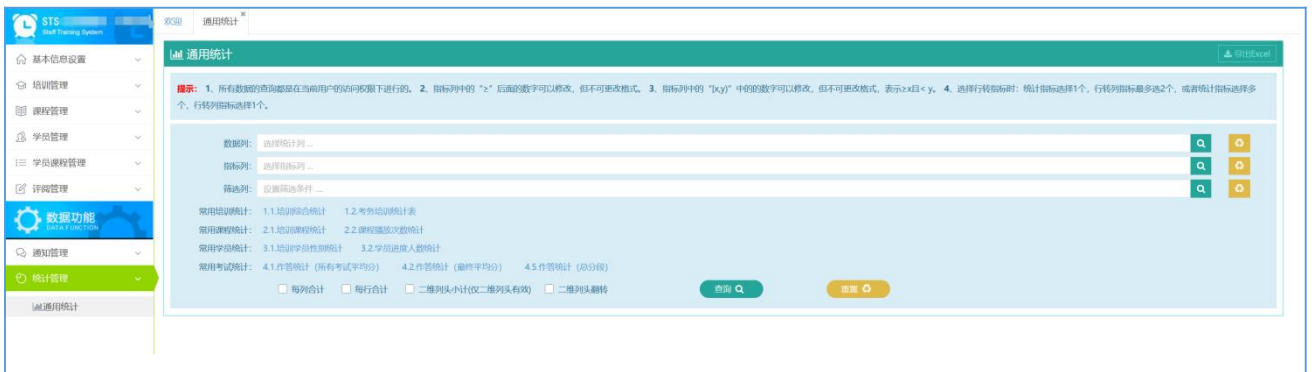 STS
Staff Training System
欢迎
通用统计
基本信息设置
通用统计
导出Excel
培训管理
提示: 1、所有数据的查询都是在当前用户的访问权限下进行的。 2、指标列中的 "≥" 后面的数字可以修改, 但不可更改格式。 3、指标列中的 "[x,y)" 中的的数字可以修改, 但不可更改格式, 表示≥x且< y。 4、选择行转指标时: 统计指标选择1个, 行转列指标最多选2个, 或者统计指标选择多
个, 行转列指标选择1个。
课程管理
学员管理
数据列: 选择统计列 ...
学员课程管理
指标列: 选择指标列 ...
评阅管理
筛选列: 设置筛选条件 ....
数据功能
DATA FUNCTION
常用培训统计: 1.1.培训综合统计 1.2.考务培训统计表
常用课程统计: 2.1.培训课程统计 2.2.课程播放次数统计
通知管理
常用学员统计: 3.1.培训学员性别统计 3.2.学员进度人数统计
统计管理
常用考试统计: 4.1.作答统计 (所有考试平均分) 4.2.作答统计 (最终平均分) 4.5.作答统计 (总分段)
每列合计 每行合计 二维列头小计(仅二维列头有效) 二维列头翻转 查询 重置
通用统计